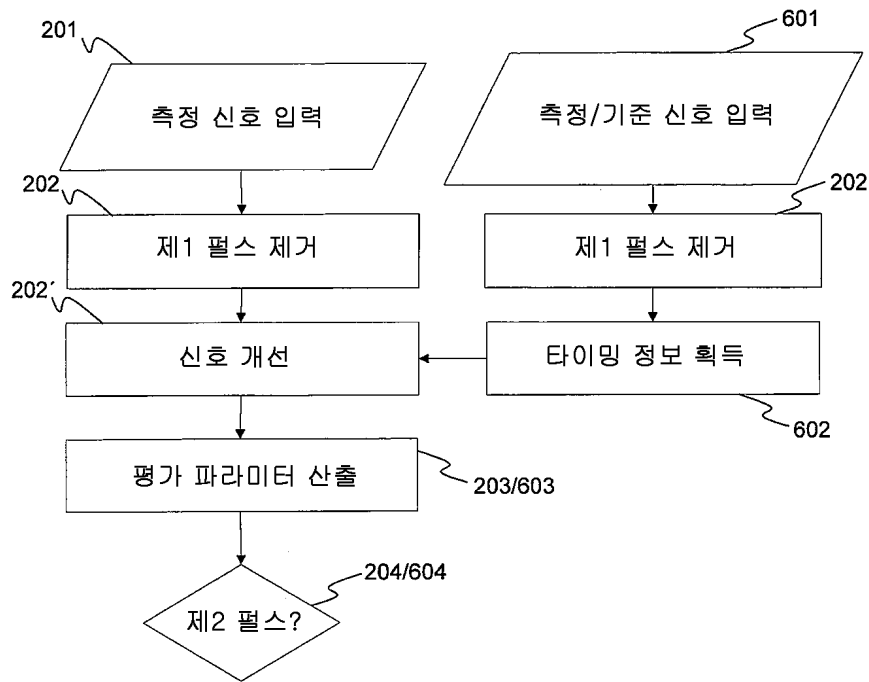 201
측정 신호 입력
601
측정/기준 신호 입력
202
제1 펄스 제거
202
제1 펄스 제거
202′
신호 개선
타이밍 정보 획득
602
평가 파라미터 산출
203/603
204/604
제2 펄스?